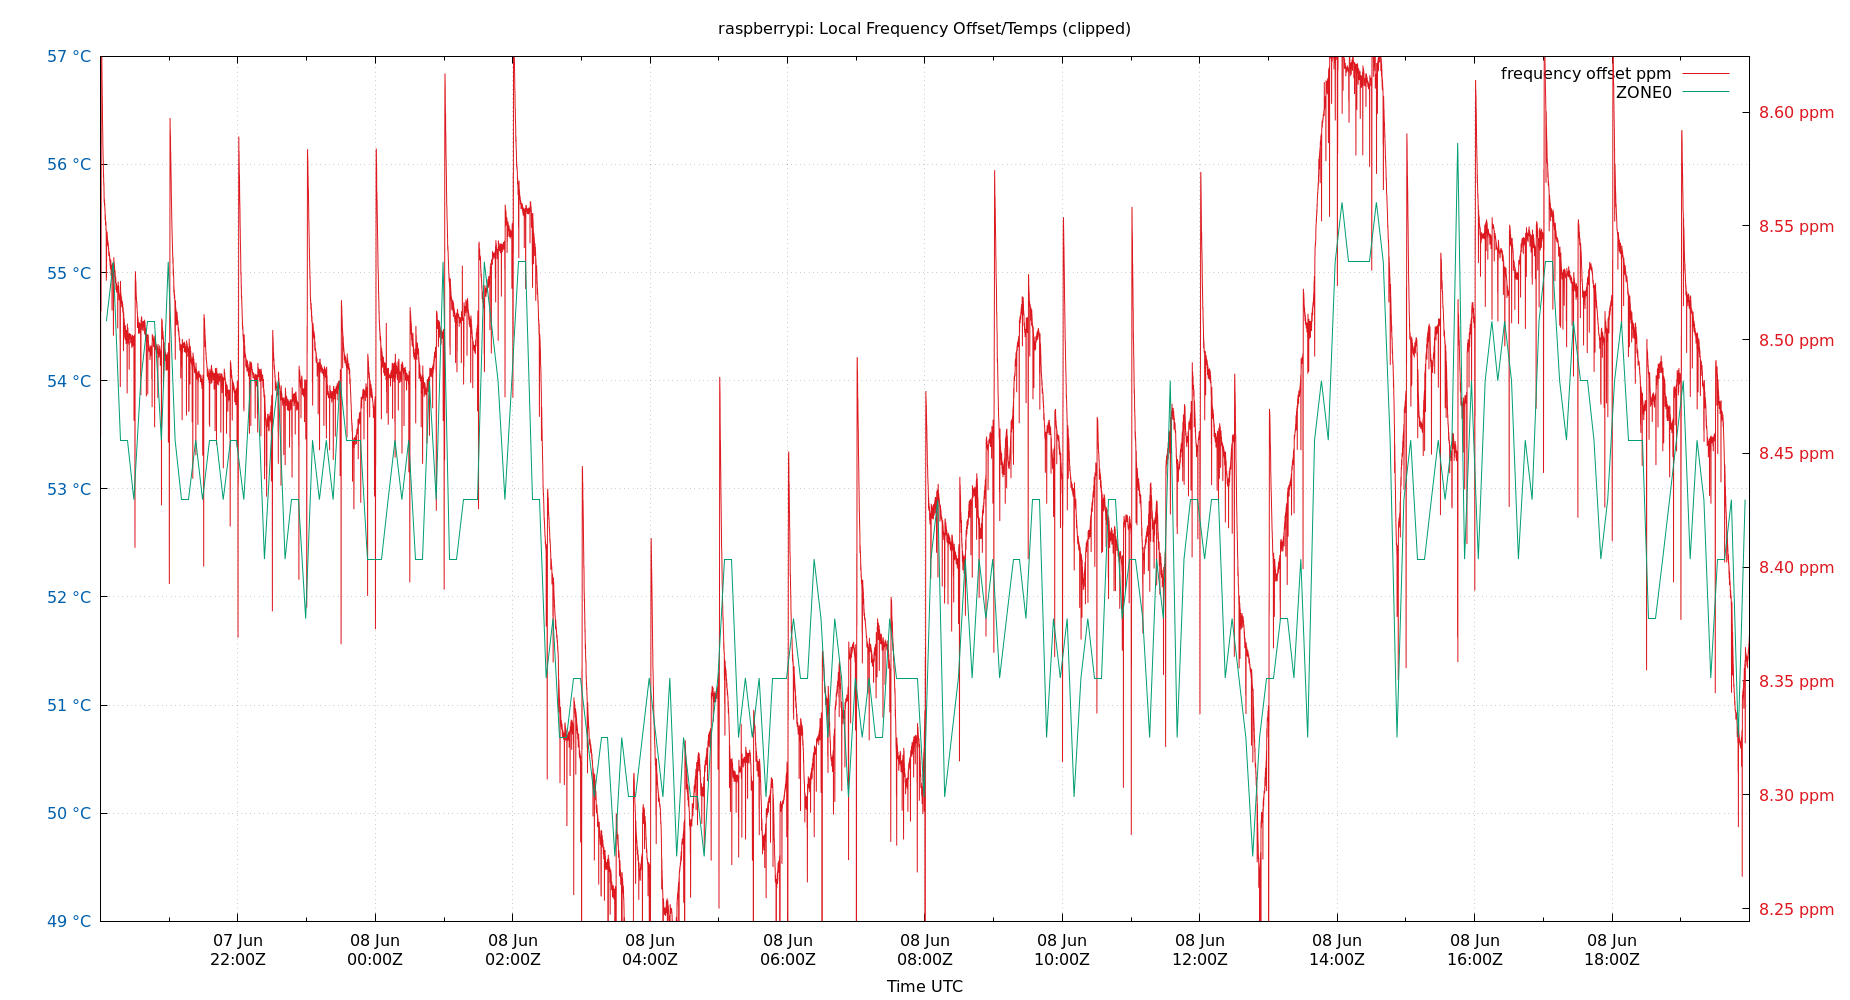 raspberrypi: Local Frequency Offset/Temps (clipped)
57 °C
56 °C
55 °C
54 °C
53 °C
52 °C
51 °C
50 °C
49 °C
frequency offset ppm
ZONE0
8.60 ppm
8.55 ppm
8.50 ppm
8.45 ppm
8.40 ppm
8.35 ppm
8.30 ppm
8.25 ppm
07 Jun
22:00Z
08 Jun
00:00Z
08 Jun
02:00Z
08 Jun
04:00Z
08 Jun
06:00Z
08 Jun
08:00Z
08 Jun
10:00Z
08 Jun
12:00Z
08 Jun
14:00Z
08 Jun
16:00Z
08 Jun
18:00Z
Time UTC